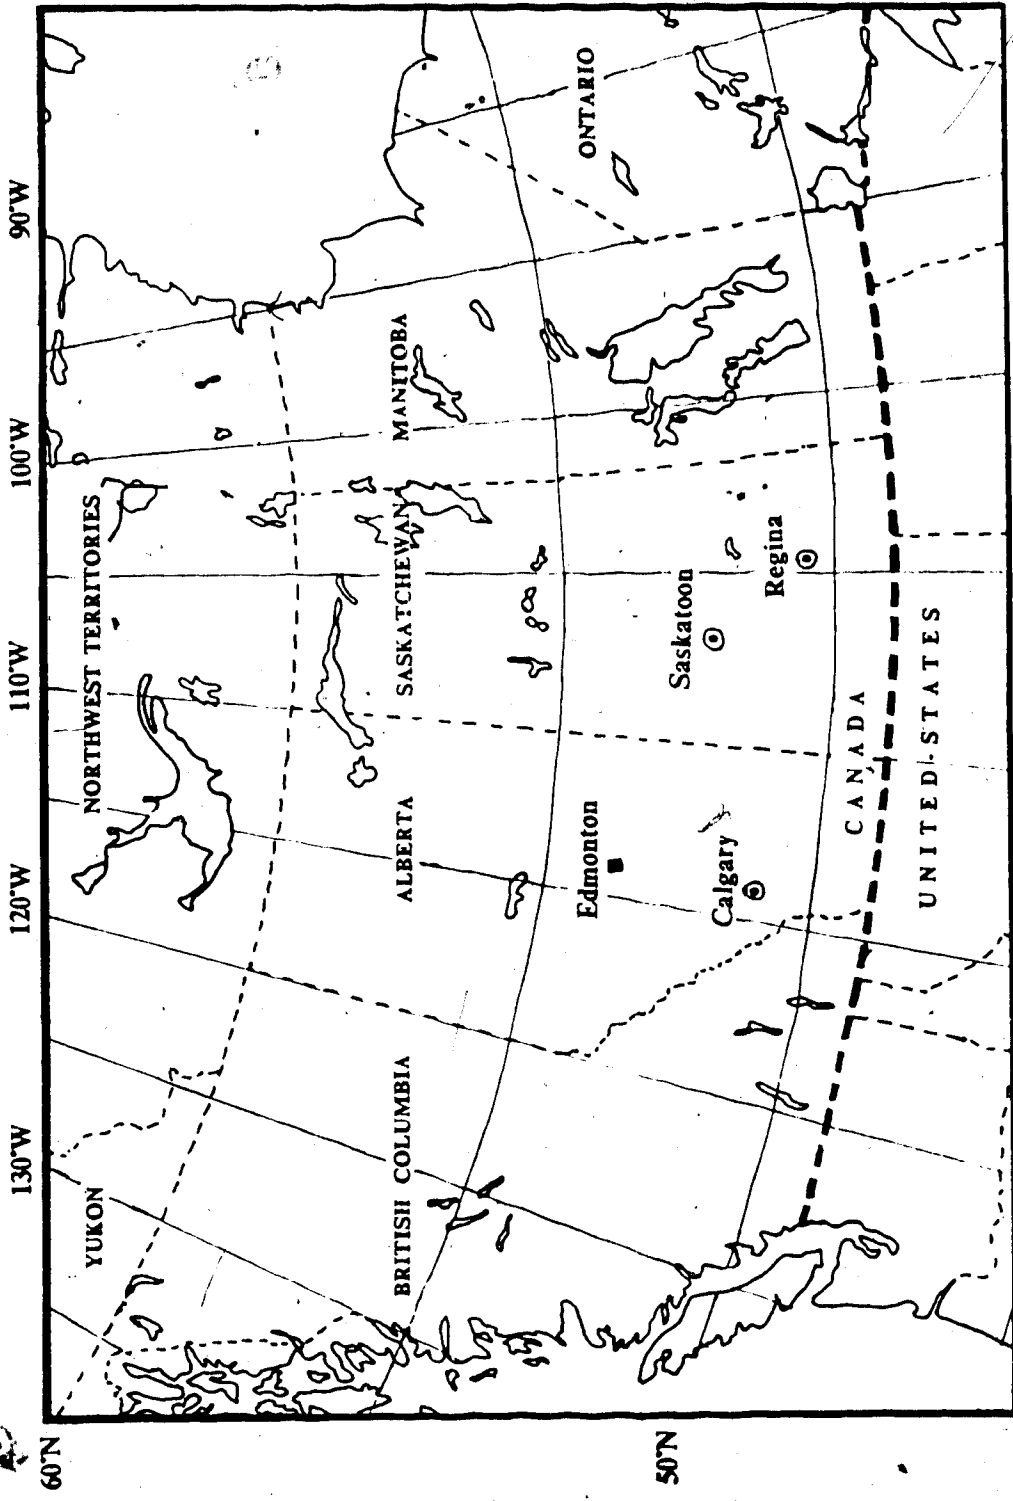 130°W
120°W
110°W
100°W
90°W
60°N
50°N
YUKON
NORTHWEST TERRITORIES
BRITISH COLUMBIA
ALBERTA
SASKATCHEWAN
MANITOBA
ONTARIO
Edmonton
Saskatoon
Calgary
Regina
CANADA
UNITED STATES